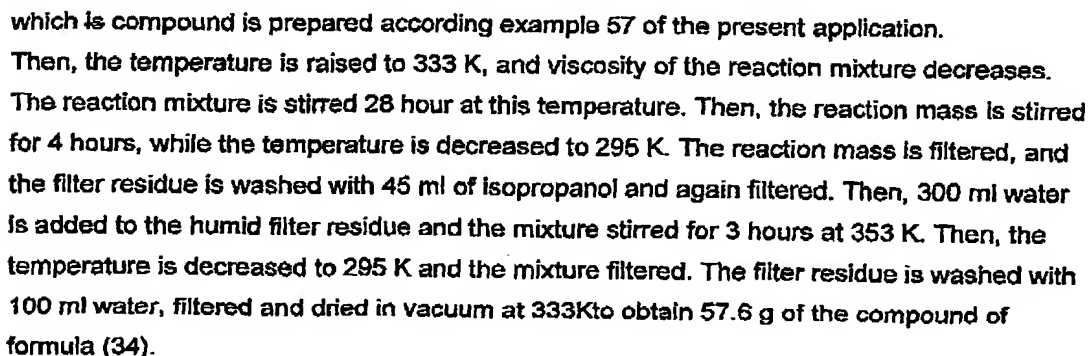 which is compound is prepared according example 57 of the present application.
Then, the temperature is raised to 333 K, and viscosity of the reaction mixture decreases.
The reaction mixture is stirred 28 hour at this temperature. Then, the reaction mass is stirred
for 4 hours, while the temperature is decreased to 295 K. The reaction mass is filtered, and
the filter residue is washed with 45 ml of isopropanol and again filtered. Then, 300 ml water
is added to the humid filter residue and the mixture stirred for 3 hours at 353 K. Then, the
temperature is decreased to 295 K and the mixture filtered. The filter residue is washed with
100 ml water, filtered and dried in vacuum at 333Kto obtain 57.6 g of the compound of
formula (34).